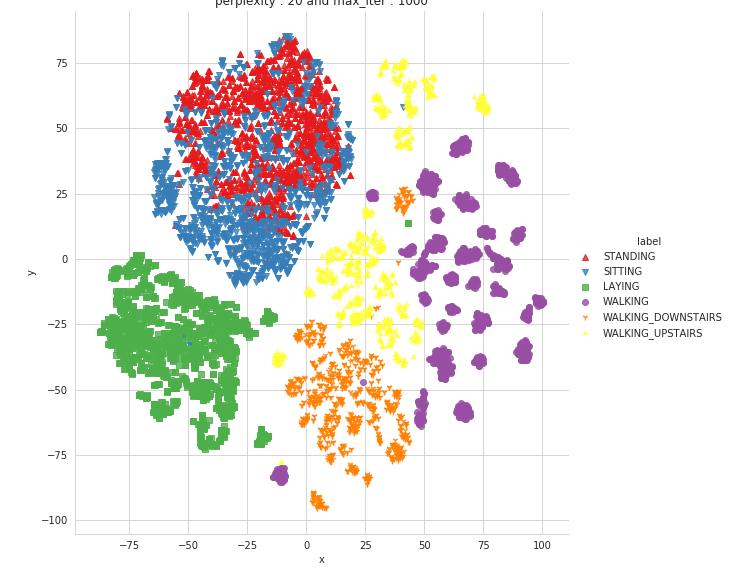 perplexity : 20 and max_iter : 1000
75
50
25
0
−25
−50
−75
−100
y
−75
−50
−25
0
25
50
75
100
x
label
STANDING
SITTING
LAYING
WALKING
WALKING_DOWNSTAIRS
WALKING_UPSTAIRS